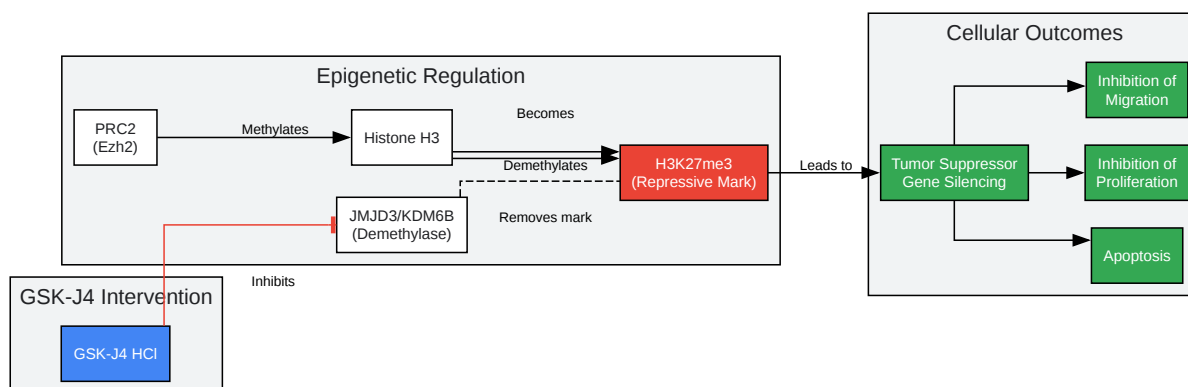 Cellular Outcomes
Epigenetic Regulation
Inhibition of
Migration
PRC2
(Ezh2)
Methylates
Histone H3
Becomes
Demethylates
H3K27me3
(Repressive Mark)
Leads to
Tumor Suppressor
Gene Silencing
Inhibition of
Proliferation
JMJD3/KDM6B
(Demethylase)
Removes mark
Apoptosis
Inhibits
GSK-J4 Intervention
GSK-J4 HCl